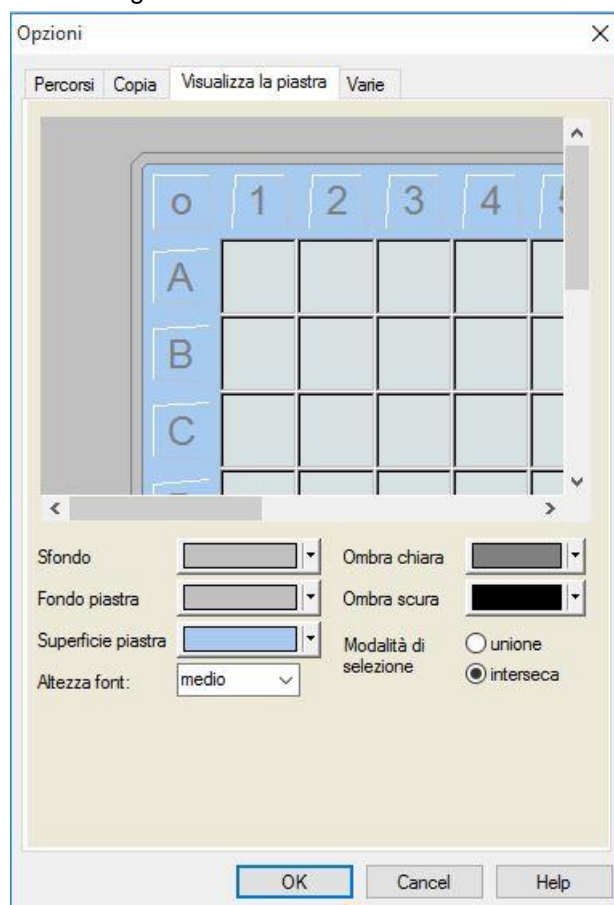 Opzioni
Percorsi Copia Visualizza la piastra Varie
o 1 2 3 4
A
B
C
Sfondo Ombra chiara
Fondo piastra Ombra scura
Superficie piastra Modalità di selezione unione
interseca
Altezza font: medio
OK Cancel Help